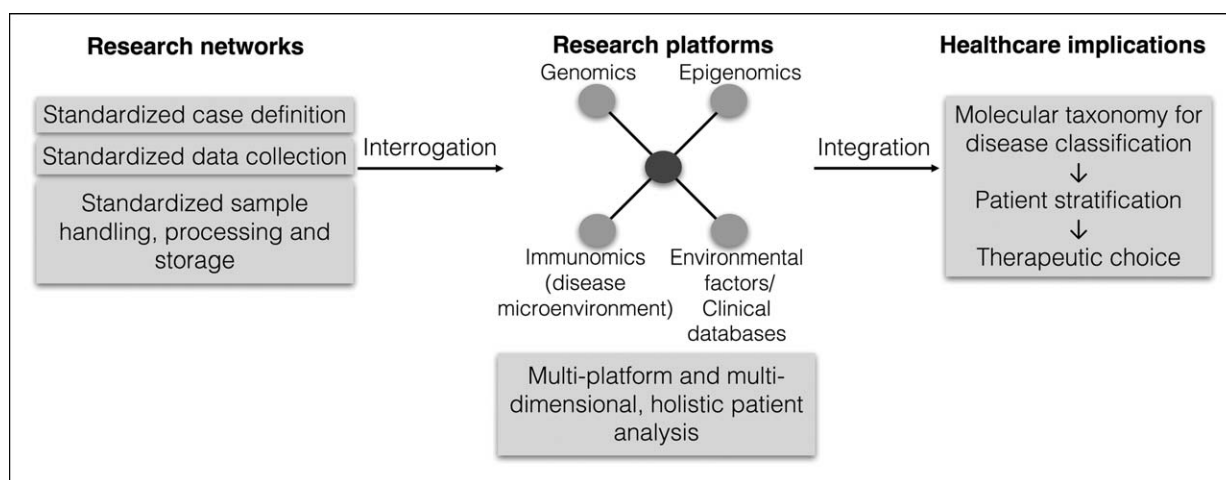 Research networks
Standardized case definition
Standardized data collection
Standardized sample
handling, processing and
storage
Interrogation
Research platforms
Genomics
Epigenomics
Immunomics
(disease
microenvironment)
Environmental
factors/
Clinical
databases
Multi-platform and multi-
dimensional, holistic patient
analysis
Integration
Healthcare implications
Molecular taxonomy for
disease classification
↓
Patient stratification
↓
Therapeutic choice